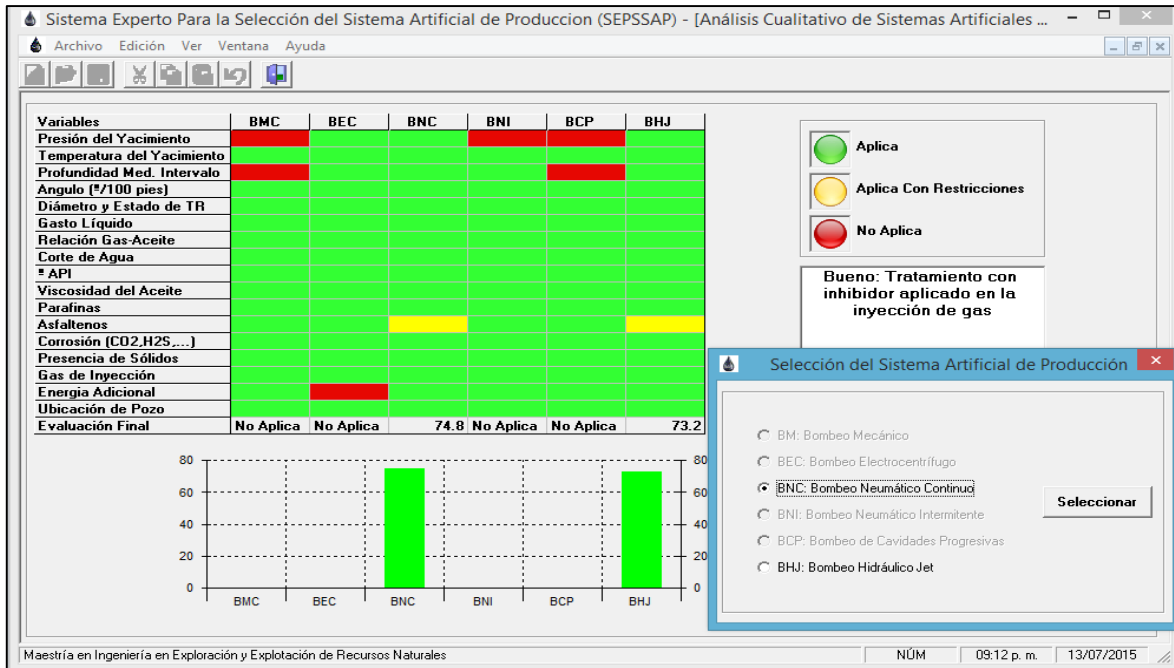 Sistema Experto Para la Selección del Sistema Artificial de Produccion (SEPSSAP) - [Análisis Cualitativo de Sistemas Artificiales ...
Archivo Edición Ver Ventana Ayuda
Variables BMC BEC BNC BNI BCP BHJ
Presión del Yacimiento
Temperatura del Yacimiento
Profundidad Med. Intervalo
Angulo (º/100 pies)
Diámetro y Estado de TR
Gasto Líquido
Relación Gas-Aceite
Corte de Agua
º API
Viscosidad del Aceite
Parafinas
Asfaltenos
Corrosión (CO2,H2S,...)
Presencia de Sólidos
Gas de Inyección
Energia Adicional
Ubicación de Pozo
Evaluación Final No Aplica No Aplica 74.8 No Aplica No Aplica 73.2
Aplica
Aplica Con Restricciones
No Aplica
Bueno: Tratamiento con
inhibidor aplicado en la
inyección de gas
80 80
60 60
40 40
20 20
0 0
BMC BEC BNC BNI BCP BHJ
Selección del Sistema Artificial de Producción
BM: Bombeo Mecánico
BEC: Bombeo Electrocentrífugo
BNC: Bombeo Neumático Continuo
BNI: Bombeo Neumático Intermitente
BCP: Bombeo de Cavidades Progresivas
BHJ: Bombeo Hidráulico Jet
Seleccionar
Maestría en Ingeniería en Exploración y Explotación de Recursos Naturales NÚM 09:12 p. m. 13/07/2015